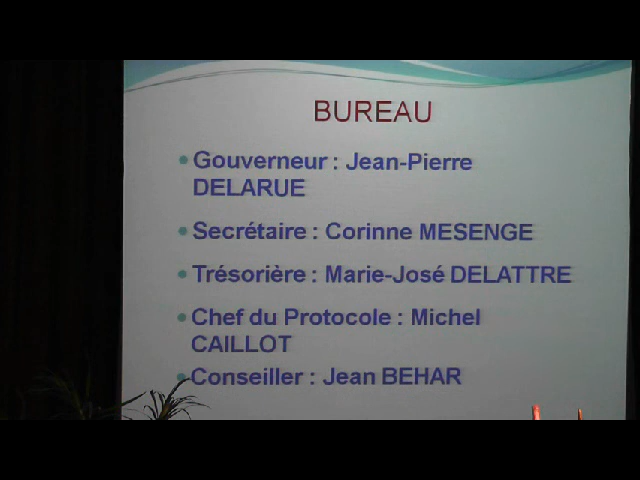 BUREAU
• Gouverneur : Jean-Pierre
DELARUE
• Secrétaire : Corinne MESENGE
• Trésorière : Marie-José DELATTRE
• Chef du Protocole : Michel
CAILLOT
• Conseiller : Jean BEHAR